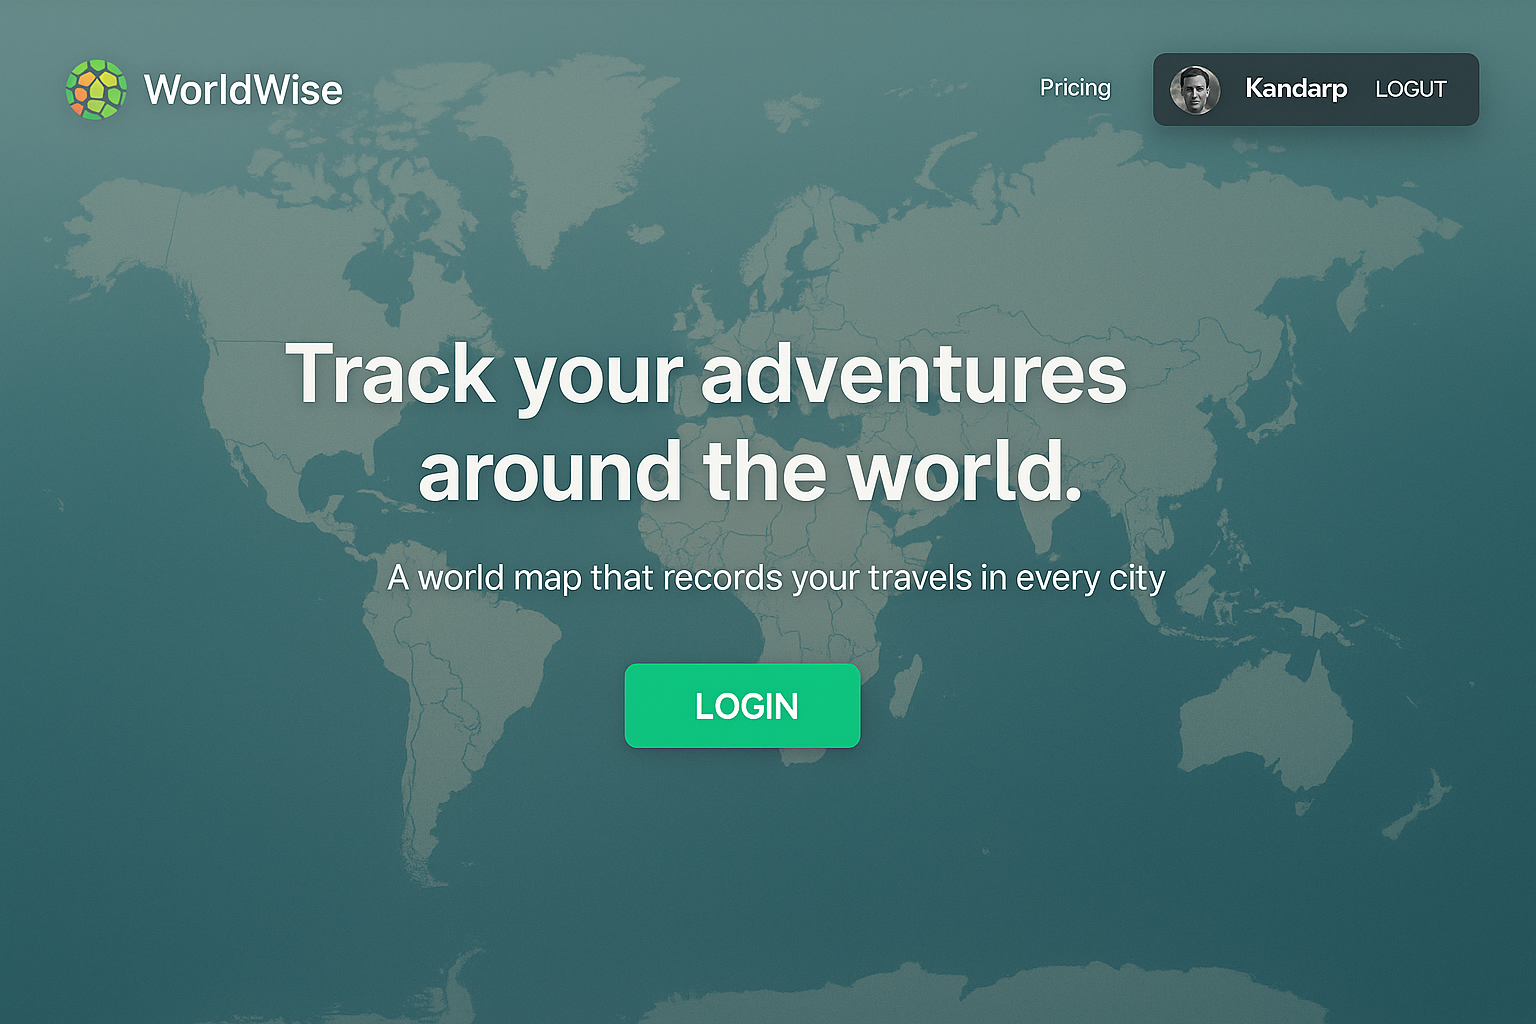 WorldWise
Pricing
Kandarp LOGUT
Track your adventures
around the world.
A world map that records your travels in every city
LOGIN